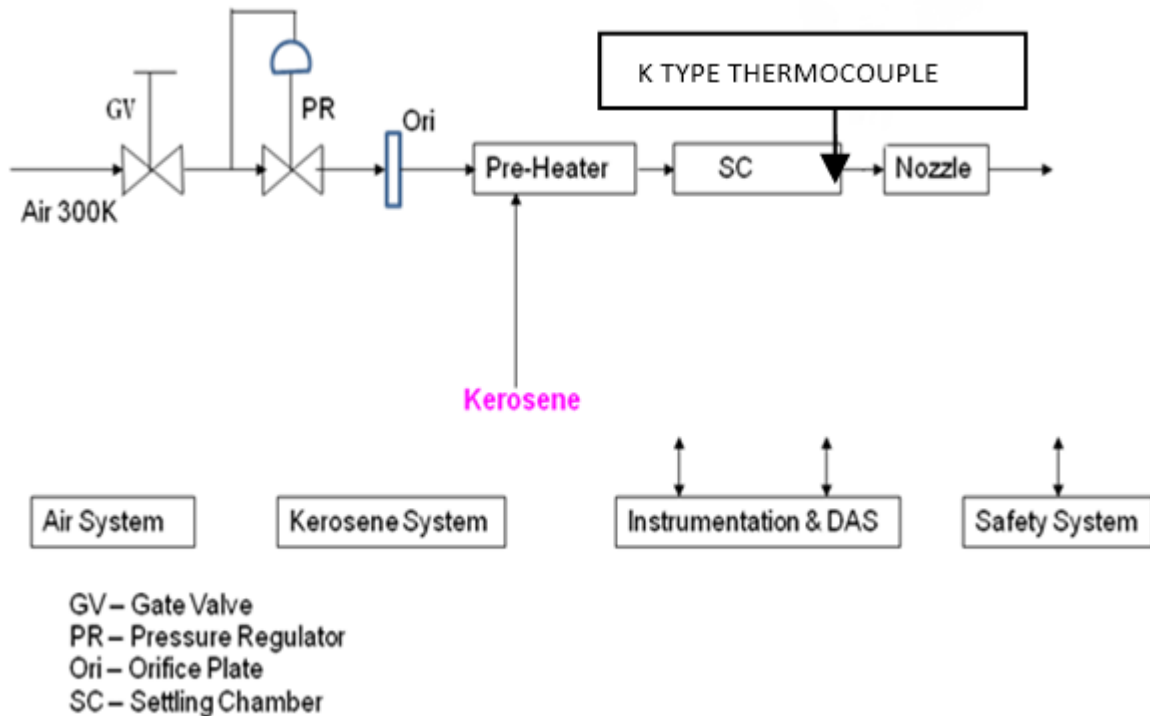 K TYPE THERMOCOUPLE
GV
PR
Ori
Pre-Heater
SC
Nozzle
Air 300K
Kerosene
Air System
Kerosene System
Instrumentation & DAS
Safety System
GV – Gate Valve
PR – Pressure Regulator
Ori – Orifice Plate
SC – Settling Chamber